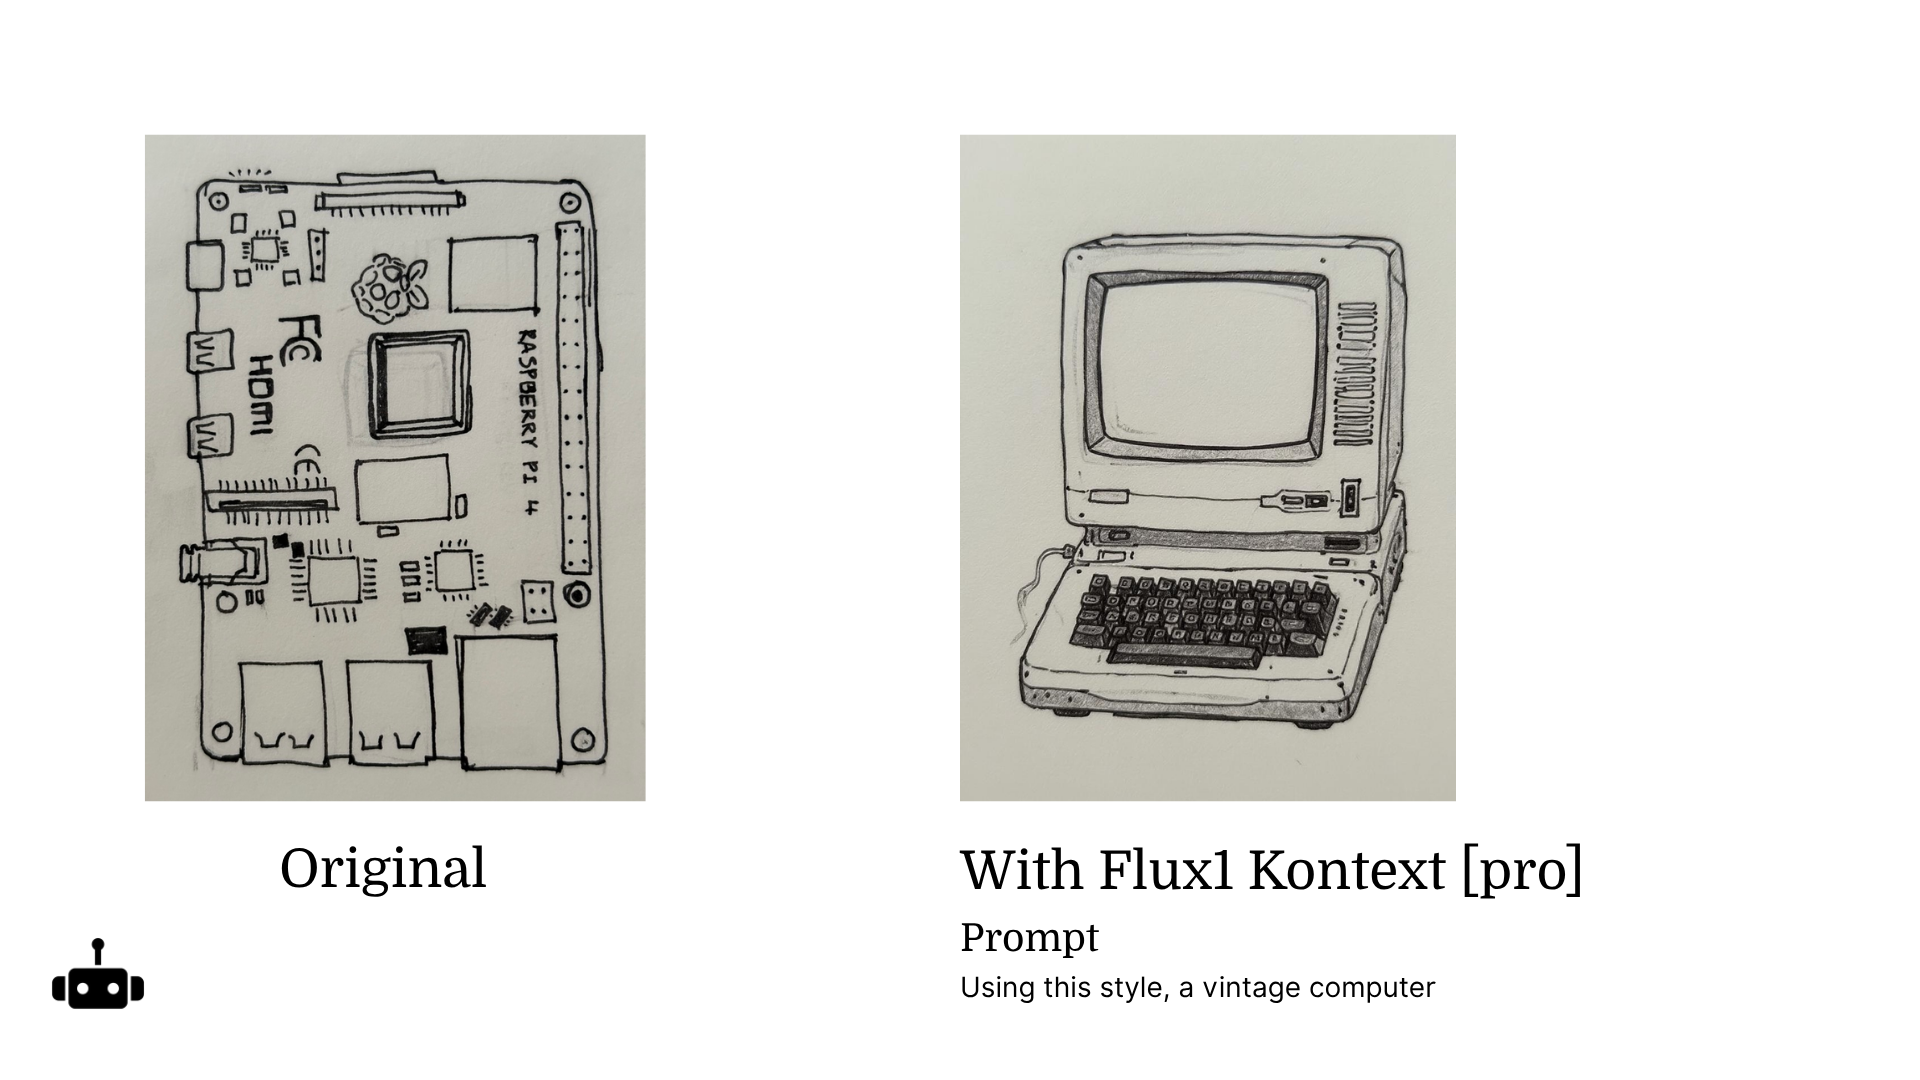 FC
HDMI
CE
RASPBERRY PI 4
Original
With Flux1 Kontext [pro]
Prompt
Using this style, a vintage computer